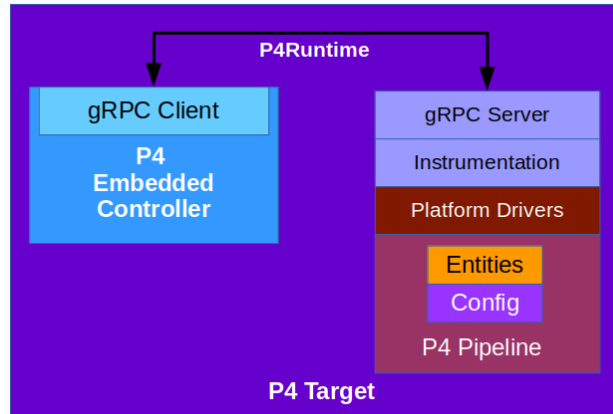 P4Runtime
gRPC Client
P4
Embedded
Controller
gRPC Server
Instrumentation
Platform Drivers
Entities
Config
P4 Pipeline
P4 Target